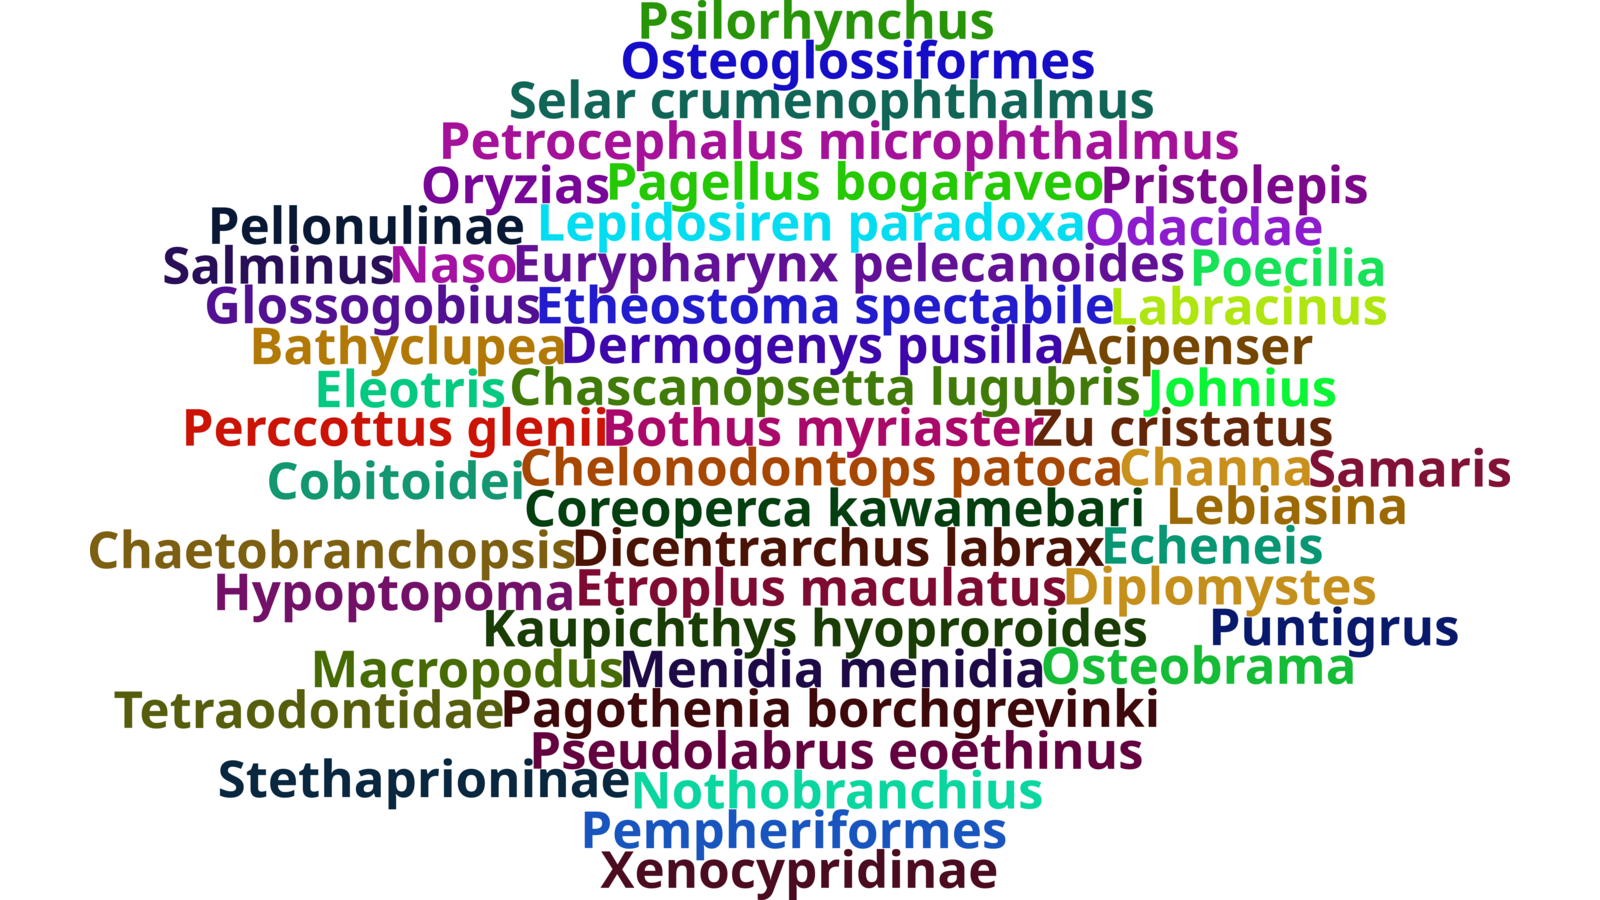 Psilorhynchus
Osteoglossiformes
Selar crumenophthalmus
Petrocephalus microphthalmus
Oryzias Pagellus bogaraveo Pristolepis
Pellonulinae Lepidosiren paradoxa Odacidae
Salminus Naso Eurypharynx pelecanoides Poecilia
Glossogobius Etheostoma spectabile Labracinus
Bathyclupea Dermogenys pusilla Acipenser
Eleotris Chascanopsetta lugubris Johnius
Perccottus glenii Bothus myriaster Zu cristatus
Cobitoidei Chelonodontops patoca Channa Samaris
Coreoperca kawamebari Lebiasina
Chaetobranchopsis Dicentrarchus labrax Echeneis
Hypoptopoma Etroplus maculatus Diplomystes
Kaupichthys hyoproroides Puntigrus
Macropodus Menidia menidia Osteobrama
Tetraodontidae Pagothenia borchgrevinki
Pseudolabrus eoethinus
Stethaprioninae Nothobranchius
Pempheriformes
Xenocypridinae